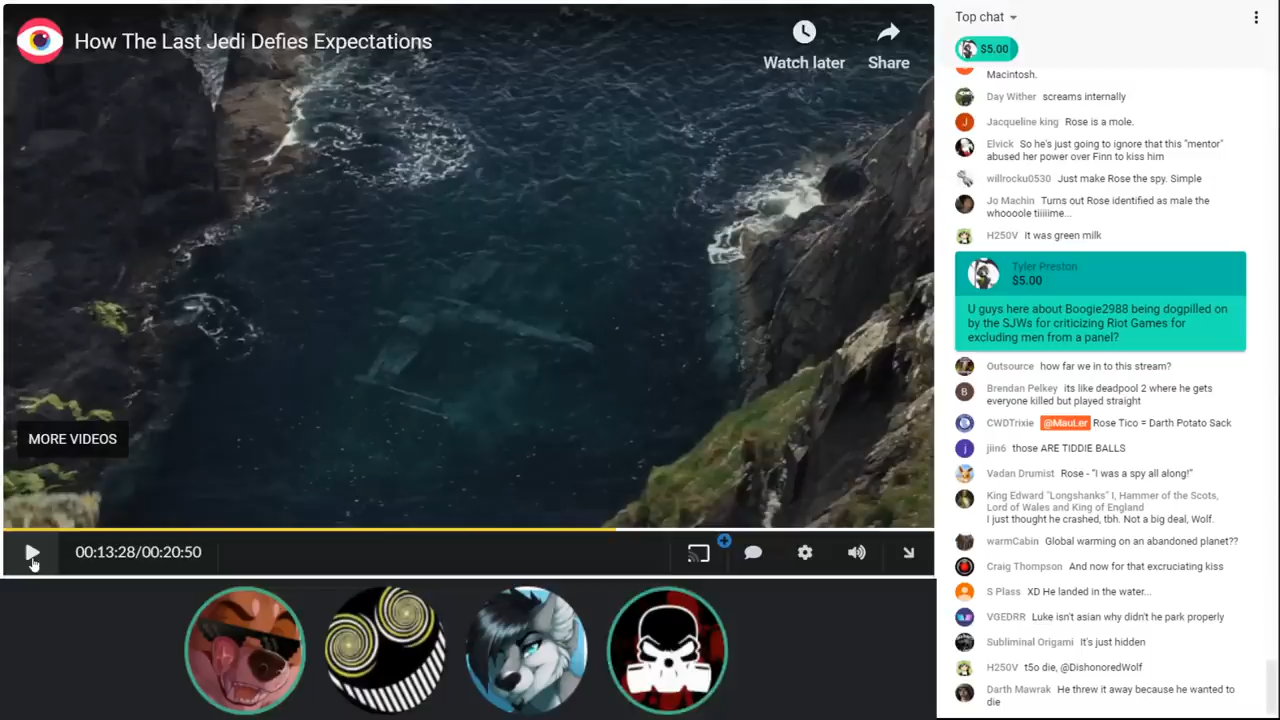 How The Last Jedi Defies Expectations
Watch later
Share
MORE VIDEOS
00:13:28/00:20:50
Top chat
$5.00
Macintosh.
Day Wither screams internally
J
Jacqueline king Rose is a mole.
Elvick So he's just going to ignore that this "mentor"
abused her power over Finn to kiss him
willrocku0530 Just make Rose the spy. Simple
Jo Machin Turns out Rose identified as male the
whoooole tiiiiime...
H250V It was green milk
Tyler Preston
$5.00
U guys here about Boogie2988 being dogpilled on
by the SJWs for criticizing Riot Games for
excluding men from a panel?
Outsource how far we in to this stream?
B
Brendan Pelkey its like deadpool 2 where he gets
everyone killed but played straight
CWDTrixie @MauLer Rose Tico = Darth Potato Sack
j
jiin6 those ARE TIDDIE BALLS
Vadan Drumist Rose - "I was a spy all along!"
King Edward "Longshanks" I, Hammer of the Scots,
Lord of Wales and King of England
I just thought he crashed, tbh. Not a big deal, Wolf.
warmCabin Global warming on an abandoned planet??
Craig Thompson And now for that excruciating kiss
S Plass XD He landed in the water...
VGEDRR Luke isn't asian why didn't he park properly
Subliminal Origami It's just hidden
H250V t5o die, @DishonoredWolf
Darth Mawrak He threw it away because he wanted to
die